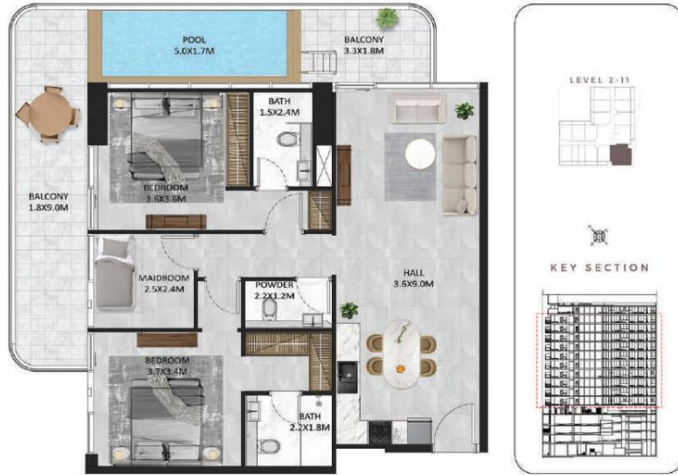 POOL
5.0X1.7M
BALCONY
3.3X1.8M
BATH
1.5X2.4M
BEDROOM
3.6X3.6M
BALCONY
1.8X9.0M
MAIDROOM
2.5X2.4M
POWDER
2.2X1.2M
HALL
3.6X9.0M
BEDROOM
3.7X3.4M
BATH
2.2X1.8M
LEVEL 2-11
KEY SECTION